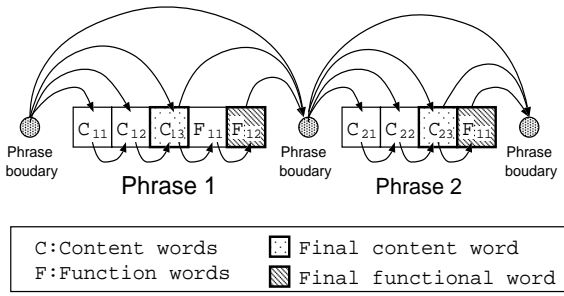 C11 C12 C13 F11 F12 C21 C22 C23 F11
Phrase boudary Phrase boudary Phrase boudary
Phrase 1 Phrase 2
C:Content words Final content word
F:Function words Final functional word